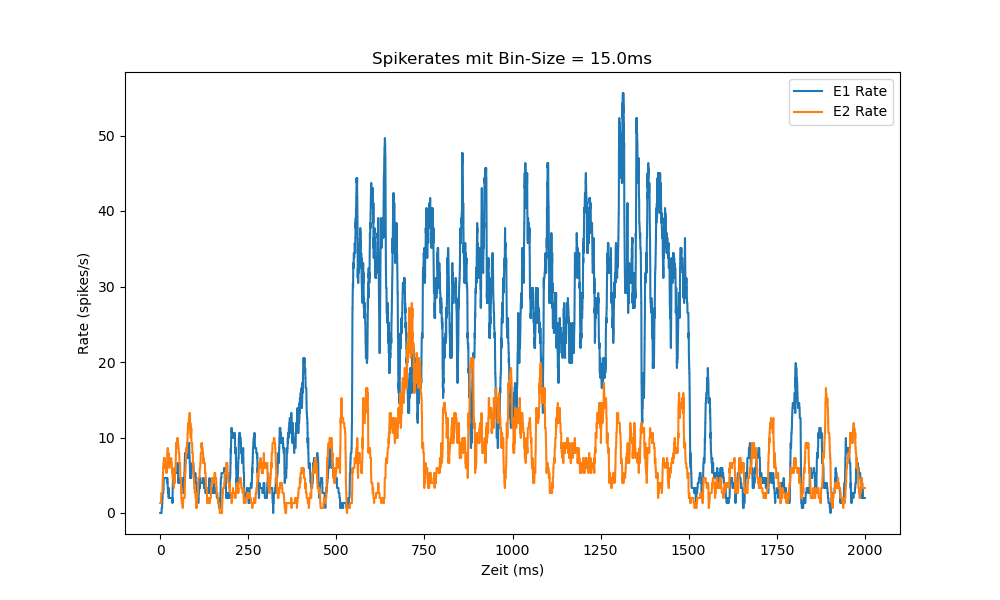 Spikerates mit Bin-Size = 15.0ms
E1 Rate
E2 Rate
Rate (spikes/s)
50
40
30
20
10
0
0 250 500 750 1000 1250 1500 1750 2000
Zeit (ms)